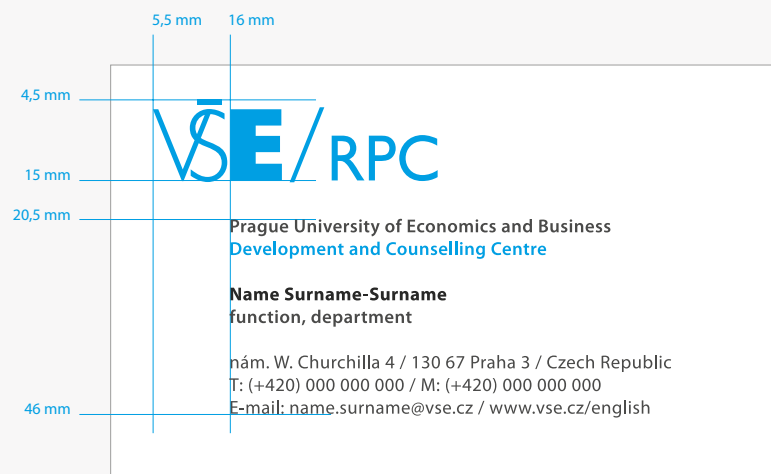 5,5 mm 16 mm
4,5 mm
VŠE/RPC
15 mm
20,5 mm
Prague University of Economics and Business
Development and Counselling Centre
Name Surname-Surname
function, department
nám. W. Churchilla 4 / 130 67 Praha 3 / Czech Republic
T: (+420) 000 000 000 / M: (+420) 000 000 000
46 mm
E-mail: name.surname@vse.cz / www.vse.cz/english